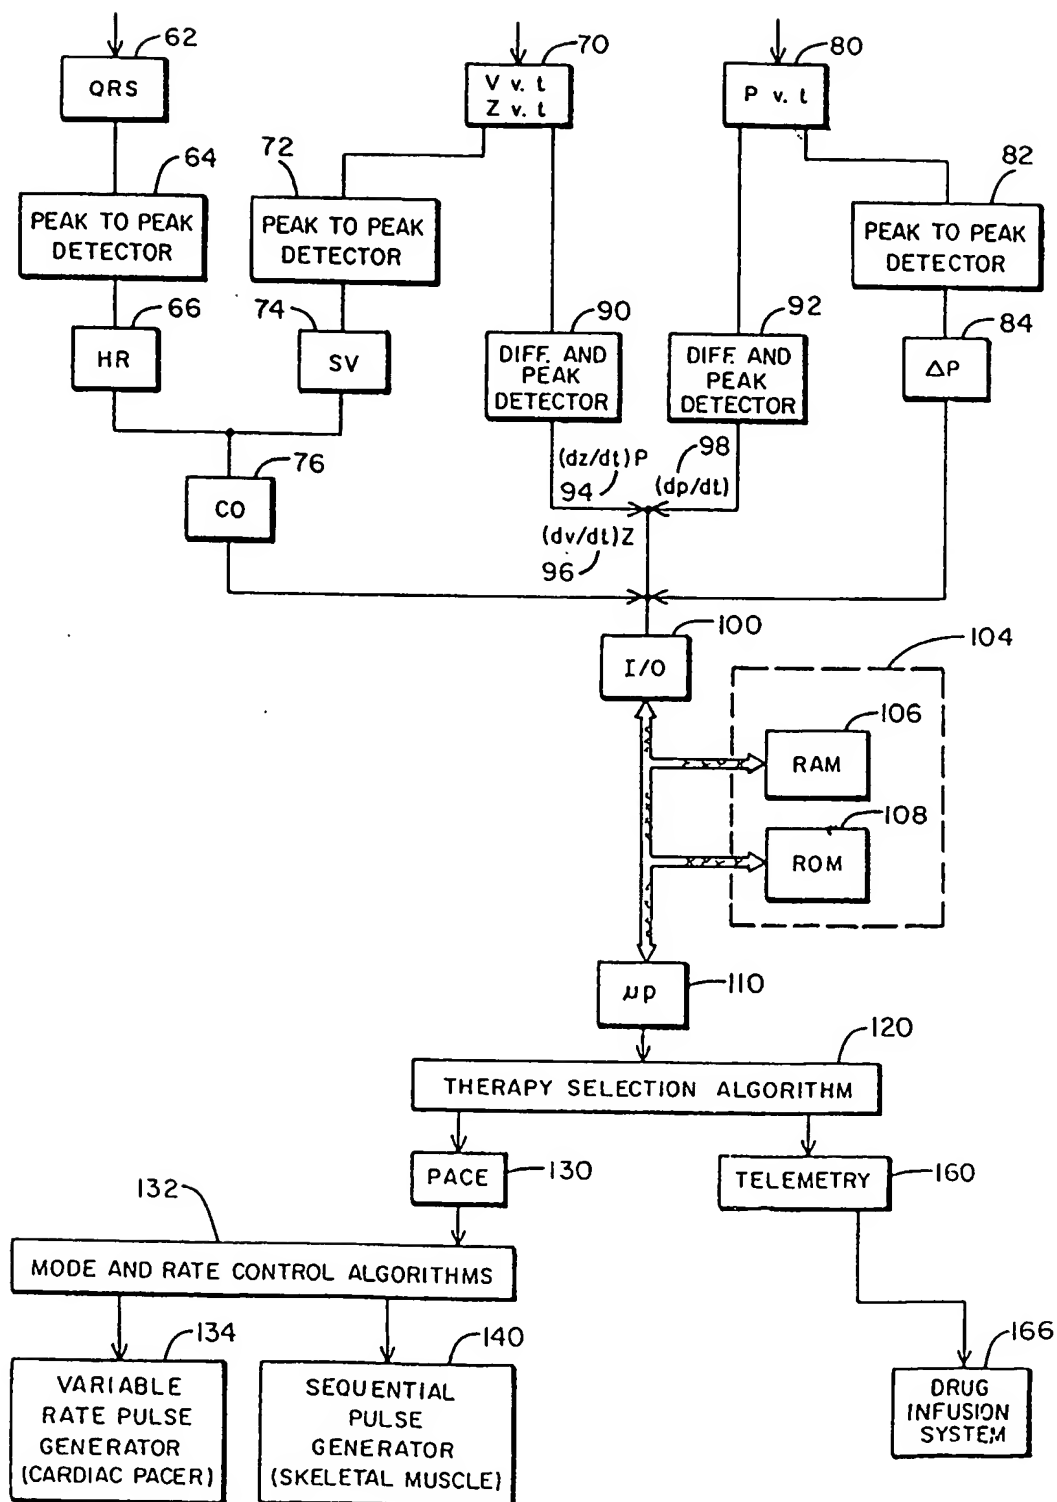 62
70
80
QRS
V v. t
Z v. t
P v. t
64
72
82
PEAK TO PEAK
DETECTOR
PEAK TO PEAK
DETECTOR
PEAK TO PEAK
DETECTOR
66
74
90
92
84
HR
SV
DIFF. AND
PEAK
DETECTOR
DIFF. AND
PEAK
DETECTOR
ΔP
76
(dz/dt)P
94
98
(dp/dt)
CO
(dv/dt)Z
96
100
104
I/O
106
RAM
108
ROM
μp
110
120
THERAPY SELECTION ALGORITHM
PACE
130
TELEMETRY
160
132
MODE AND RATE CONTROL ALGORITHMS
134
140
166
VARIABLE
RATE PULSE
GENERATOR
(CARDIAC PACER)
SEQUENTIAL
PULSE
GENERATOR
(SKELETAL MUSCLE)
DRUG
INFUSION
SYSTEM